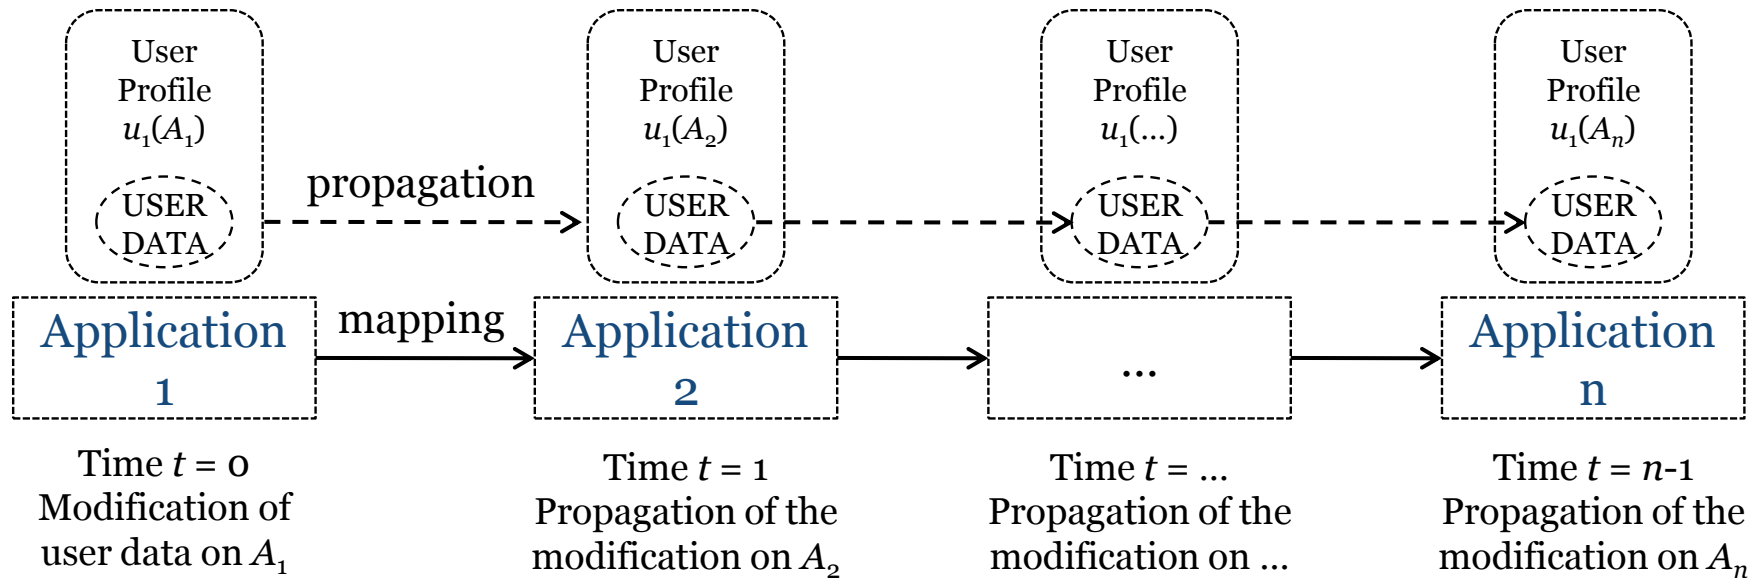 User
Profile
u₁(A₁)
USER
DATA
propagation
User
Profile
u₁(A₂)
USER
DATA
User
Profile
u₁(...)
USER
DATA
User
Profile
u₁(Aₙ)
USER
DATA
Application
1
mapping
Application
2
...
Application
n
Time t = 0
Modification of
user data on A₁
Time t = 1
Propagation of the
modification on A₂
Time t = ...
Propagation of the
modification on ...
Time t = n-1
Propagation of the
modification on Aₙ